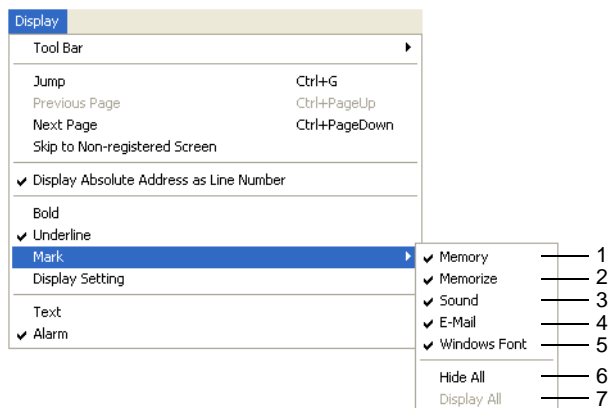 Display
Tool Bar
Jump Ctrl+G
Previous Page Ctrl+PageUp
Next Page Ctrl+PageDown
Skip to Non-registered Screen
Display Absolute Address as Line Number
Bold
Underline
Mark
Display Setting
Text
Alarm
Memory 1
Memorize 2
Sound 3
E-Mail 4
Windows Font 5
Hide All 6
Display All 7